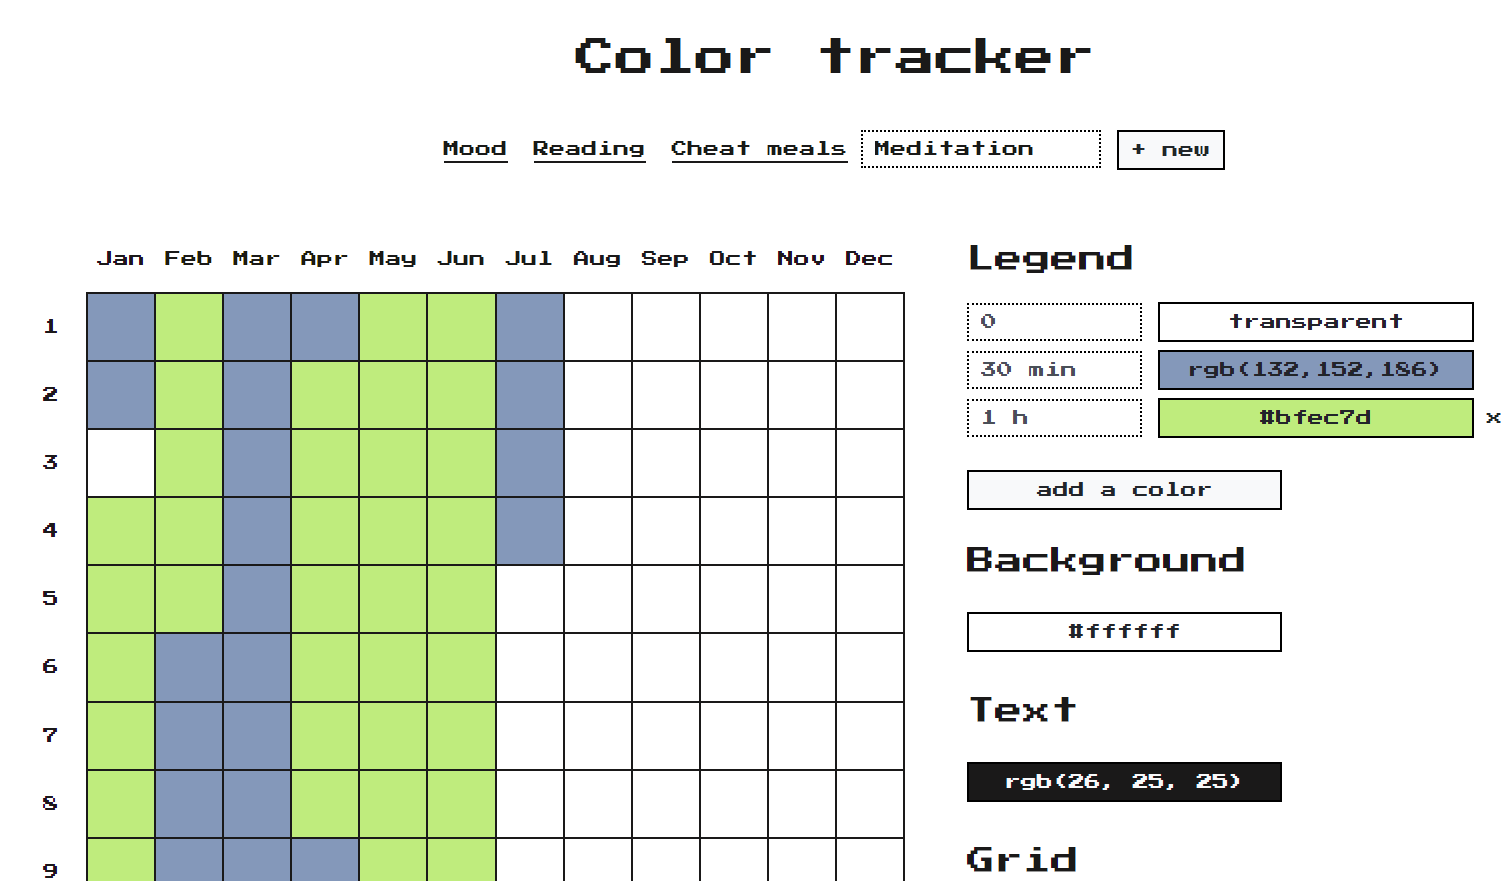 Color tracker
Mood Reading Cheat meals Meditation + new
Jan Feb Mar Apr May Jun Jul Aug Sep Oct Nov Dec
1
2
3
4
5
6
7
8
9
Legend
0 transparent
30 min rgb(132,152,186)
1 h #bfec7d x
add a color
Background
#ffffff
Text
rgb(26, 25, 25)
Grid